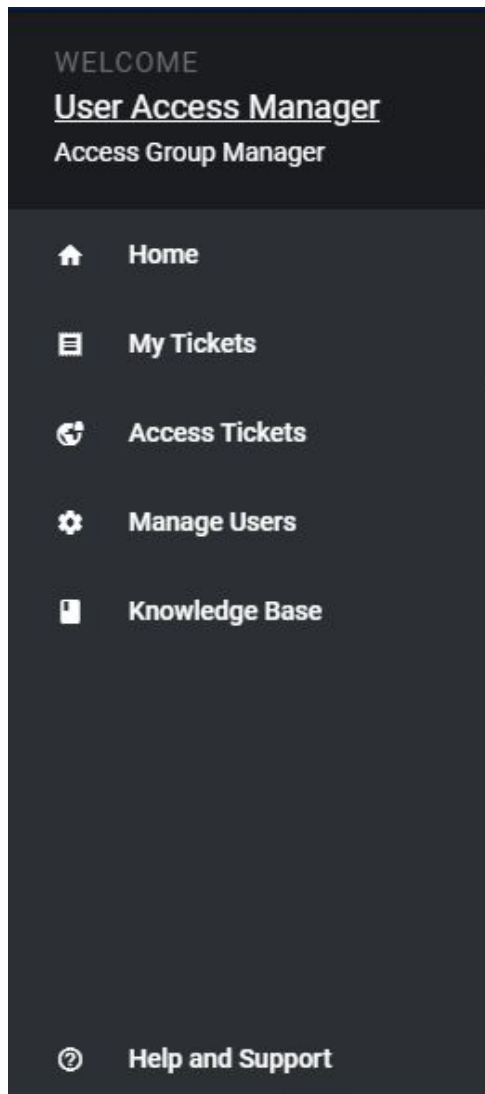 WELCOME
User Access Manager
Access Group Manager
Home
My Tickets
Access Tickets
Manage Users
Knowledge Base
Help and Support